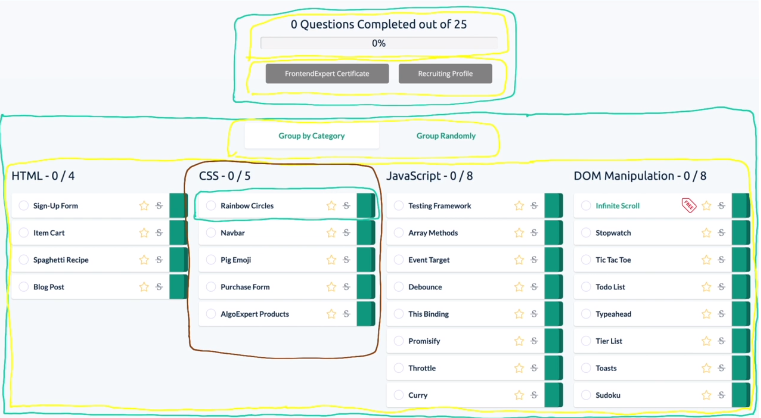 0 Questions Completed out of 25
0%
FrontendExpert Certificate
Recruiting Profile
Group by Category
Group Randomly
HTML - 0 / 4
Sign-Up Form
Item Cart
Spaghetti Recipe
Blog Post
CSS - 0 / 5
Rainbow Circles
Navbar
Pig Emoji
Purchase Form
AlgoExpert Products
JavaScript - 0 / 8
Testing Framework
Array Methods
Event Target
Debounce
This Binding
Promisify
Throttle
Curry
DOM Manipulation - 0 / 8
Infinite Scroll
FREE
Stopwatch
Tic Tac Toe
Todo List
Typeahead
Tier List
Toasts
Sudoku